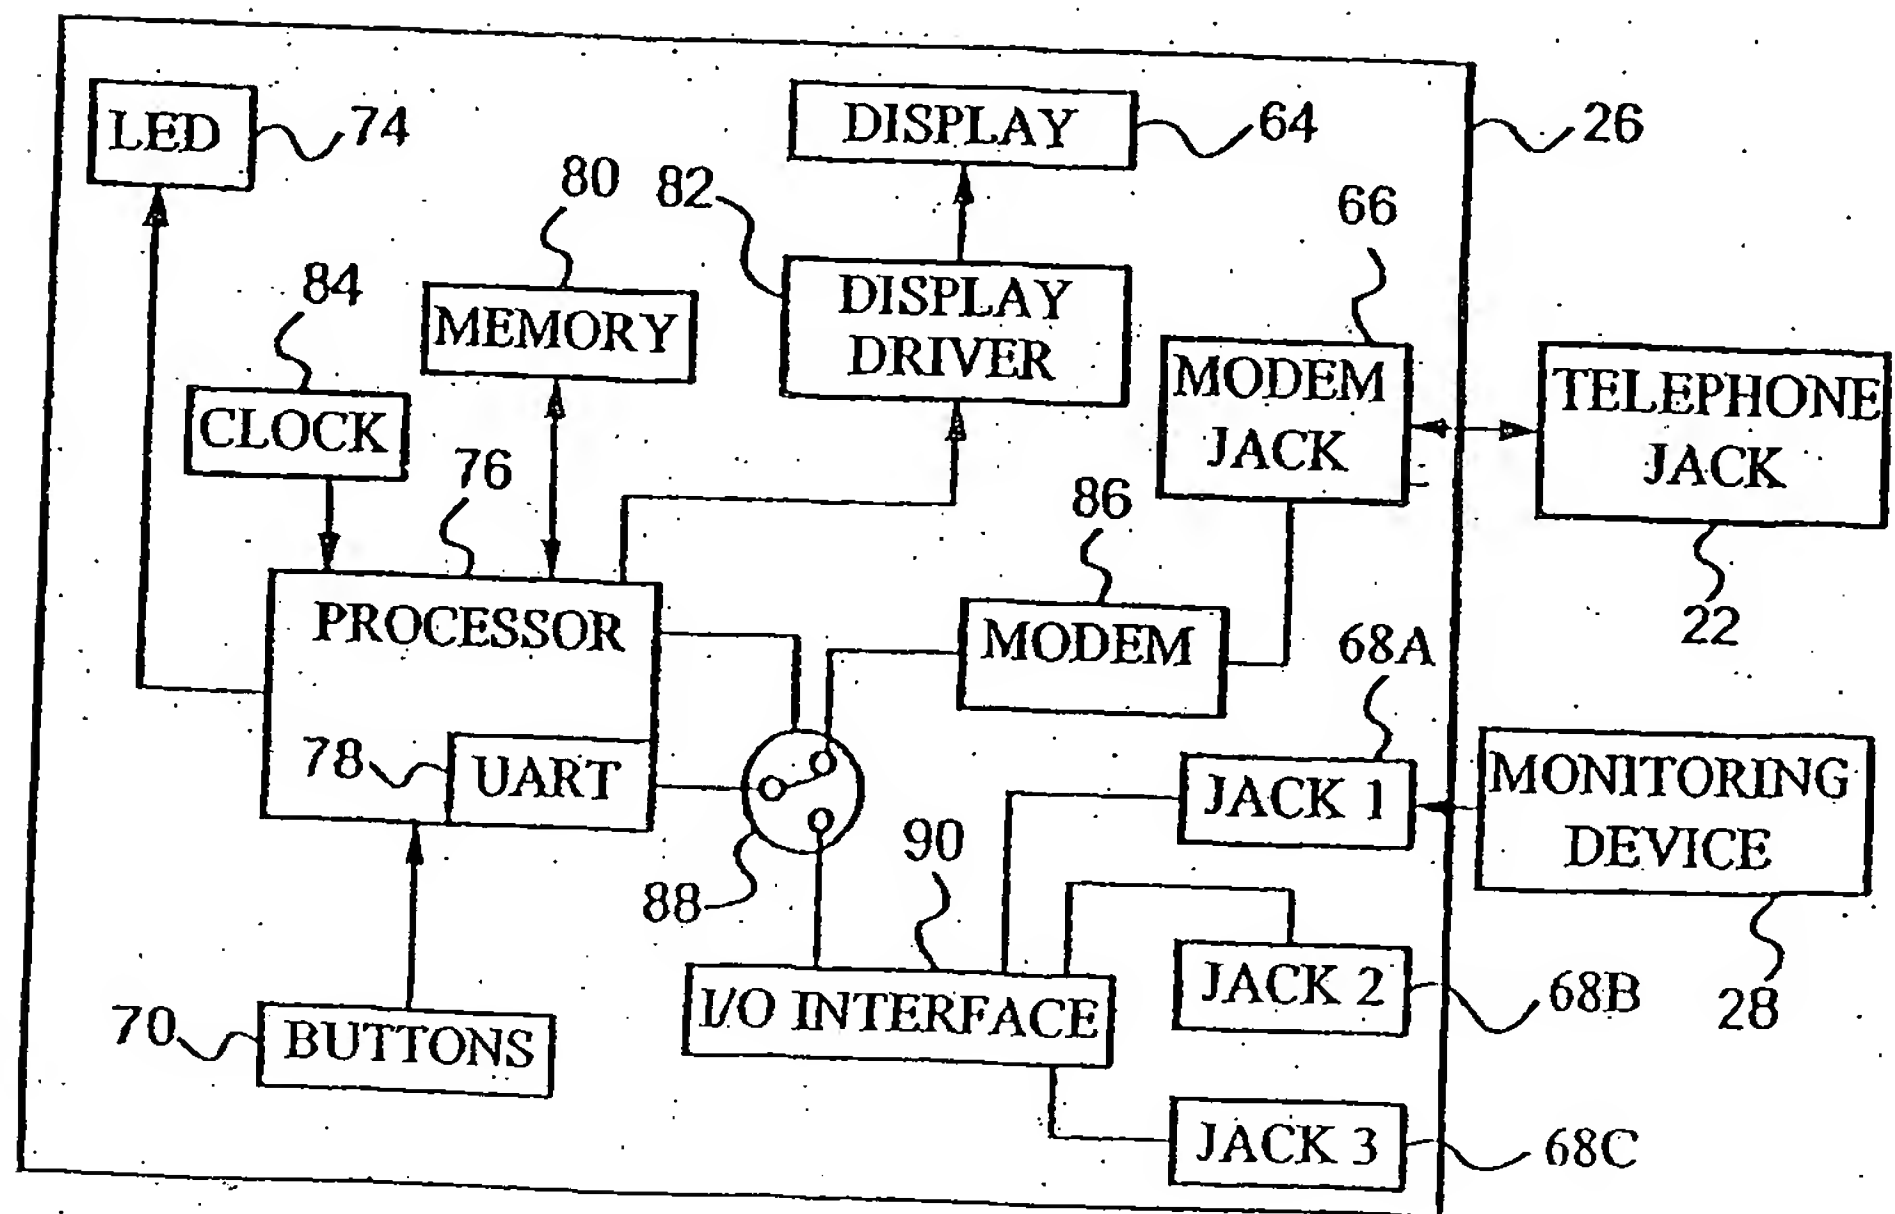 LED
74
DISPLAY
64
26
80
82
66
84
MEMORY
DISPLAY
DRIVER
MODEM
JACK
TELEPHONE
JACK
CLOCK
76
86
22
PROCESSOR
MODEM
68A
78
UART
JACK 1
MONITORING
DEVICE
88
90
JACK 2
68B
28
70
BUTTONS
I/O INTERFACE
JACK 3
68C